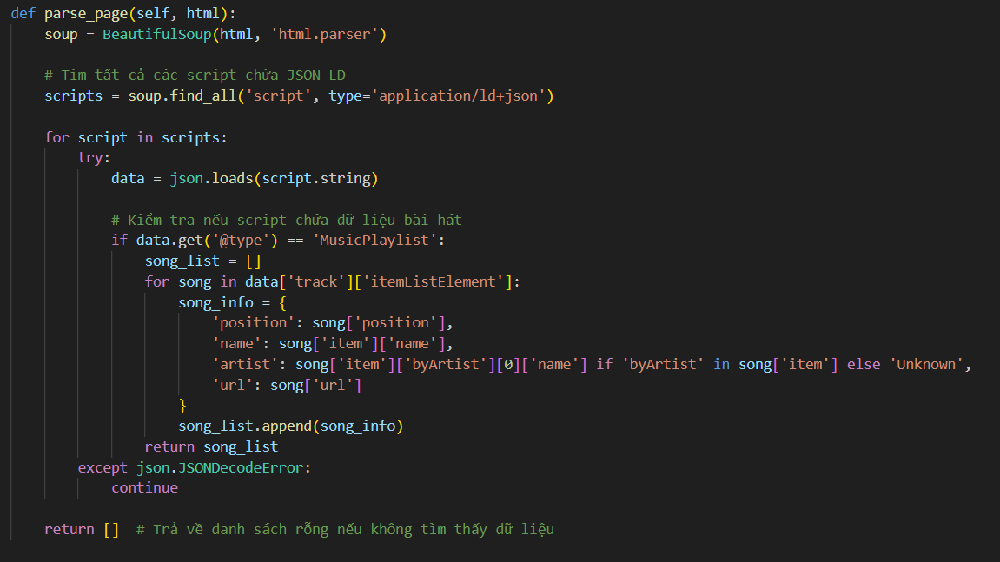 def parse_page(self, html):
    soup = BeautifulSoup(html, 'html.parser')

    # Tìm tất cả các script chứa JSON-LD
    scripts = soup.find_all('script', type='application/ld+json')

    for script in scripts:
        try:
            data = json.loads(script.string)

            # Kiểm tra nếu script chứa dữ liệu bài hát
            if data.get('@type') == 'MusicPlaylist':
                song_list = []
                for song in data['track']['itemListElement']:
                    song_info = {
                        'position': song['position'],
                        'name': song['item']['name'],
                        'artist': song['item']['byArtist'][0]['name'] if 'byArtist' in song['item'] else 'Unknown',
                        'url': song['url']
                    }
                    song_list.append(song_info)
                return song_list
        except json.JSONDecodeError:
            continue

    return []  # Trả về danh sách rỗng nếu không tìm thấy dữ liệu